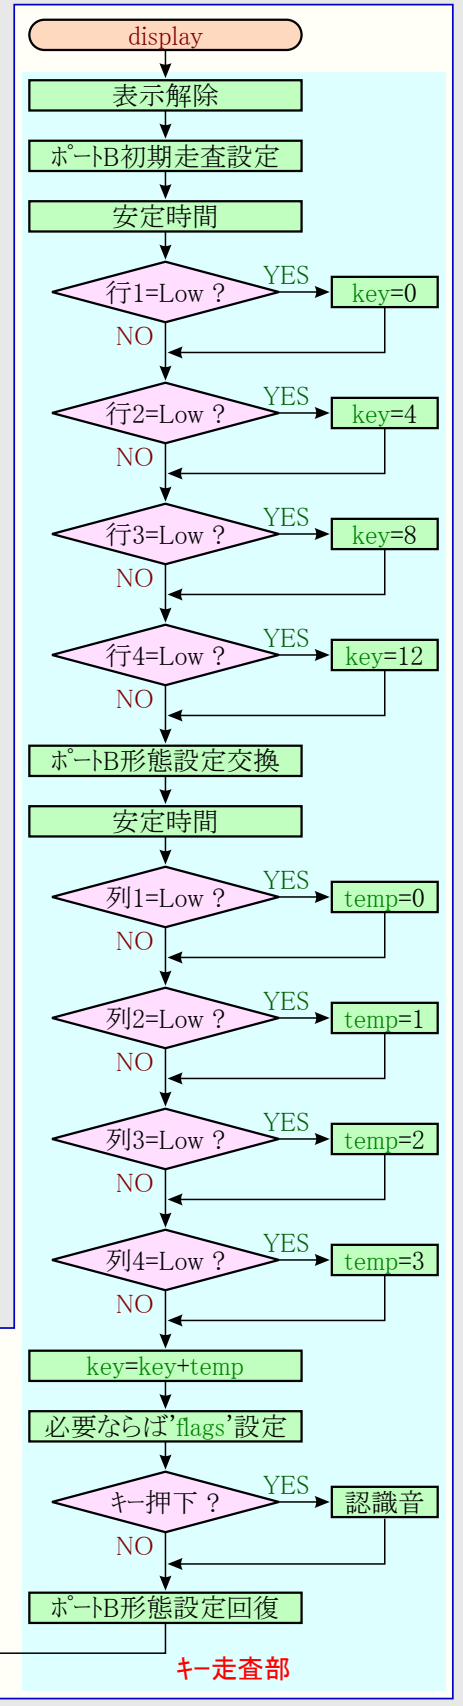 display
表示解除
ポートB初期走査設定
安定時間
行1=Low ?
YES
key=0
NO
行2=Low ?
YES
key=4
NO
行3=Low ?
YES
key=8
NO
行4=Low ?
YES
key=12
NO
ポートB形態設定交換
安定時間
列1=Low ?
YES
temp=0
NO
列2=Low ?
YES
temp=1
NO
列3=Low ?
YES
temp=2
NO
列4=Low ?
YES
temp=3
NO
key=key+temp
必要ならば'flags'設定
キー押下 ?
YES
認識音
NO
ポートB形態設定回復
キー走査部